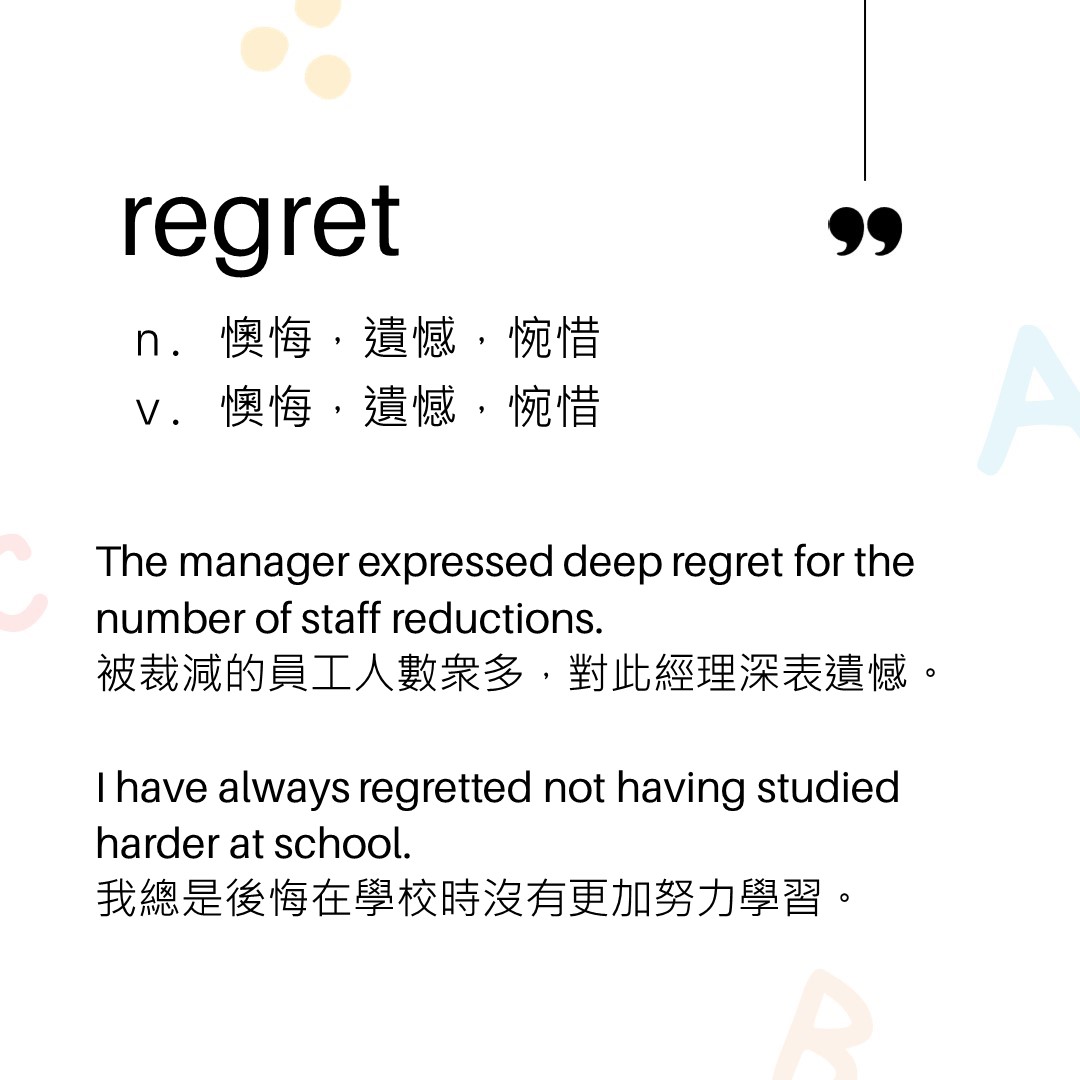 regret
n. 懊悔，遺憾，惋惜
v. 懊悔，遺憾，惋惜
The manager expressed deep regret for the
number of staff reductions.
被裁減的員工人數眾多，對此經理深表遺憾。
I have always regretted not having studied
harder at school.
我總是後悔在學校時沒有更加努力學習。
A
C
B